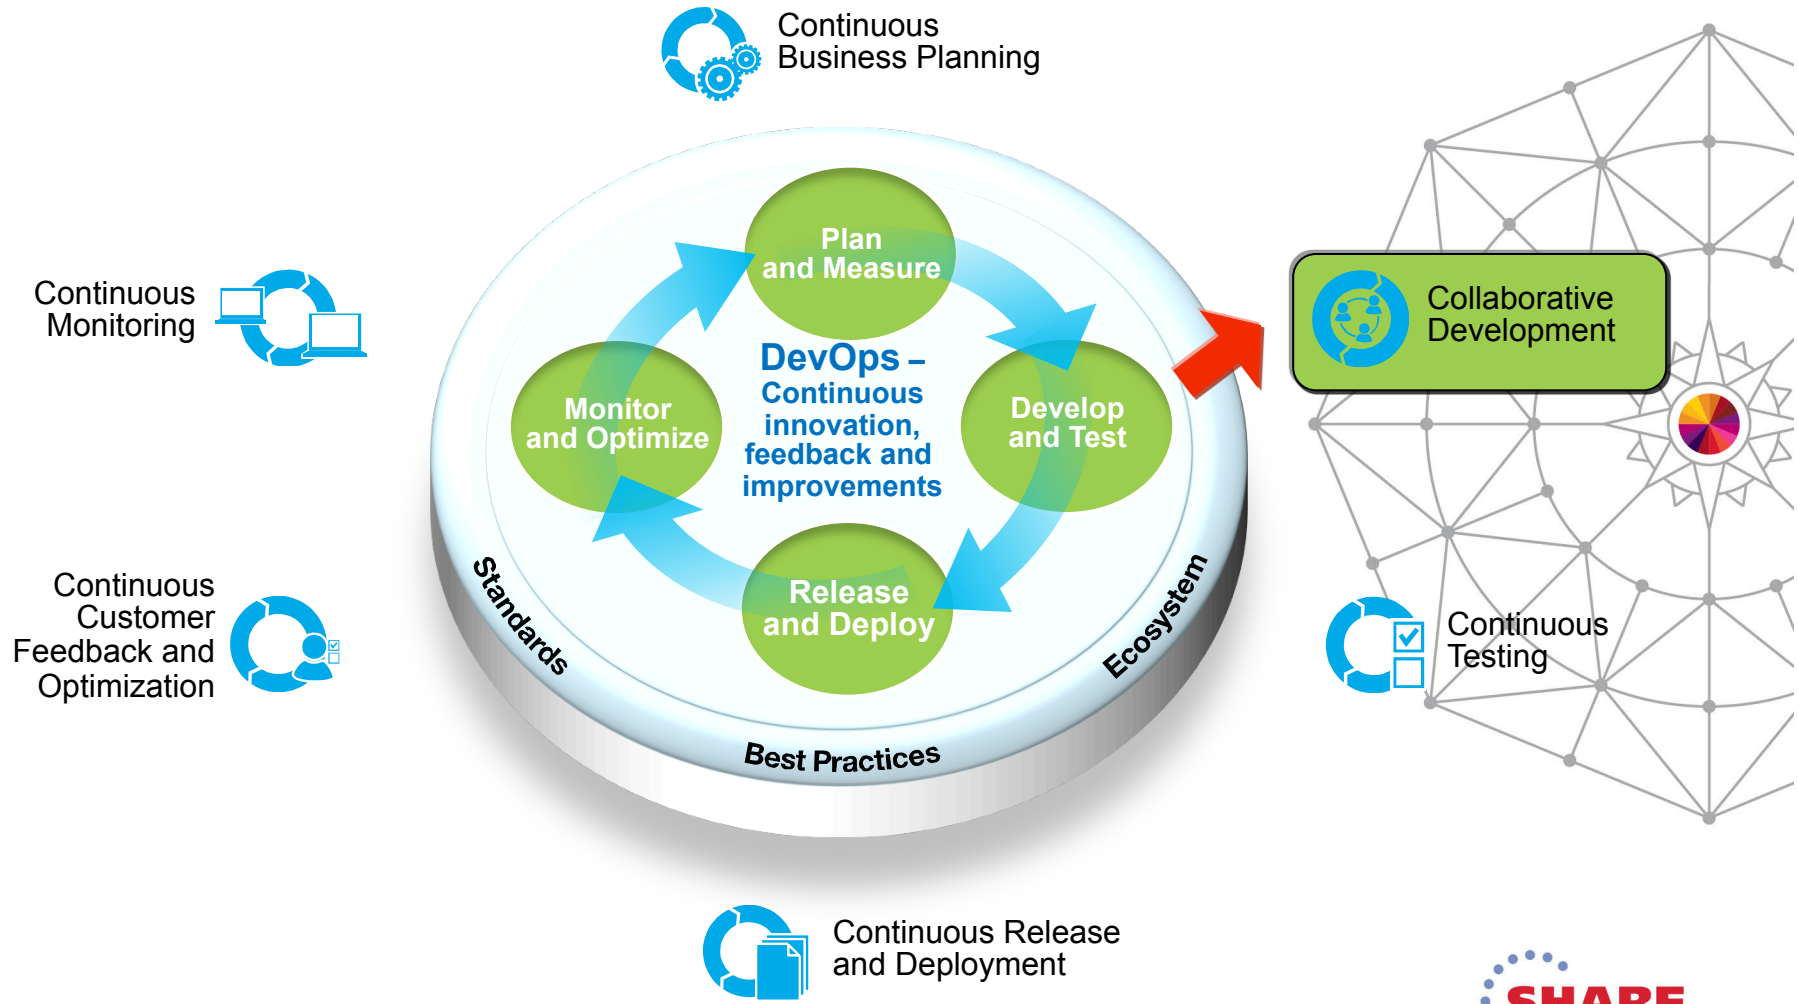 Continuous
Business Planning
Continuous
Monitoring
Continuous
Customer
Feedback and
Optimization
Plan
and Measure
DevOps –
Continuous
innovation,
feedback and
improvements
Monitor
and Optimize
Develop
and Test
Release
and Deploy
Standards
Best Practices
Ecosystem
Collaborative
Development
Continuous
Testing
Continuous Release
and Deployment
SHARE